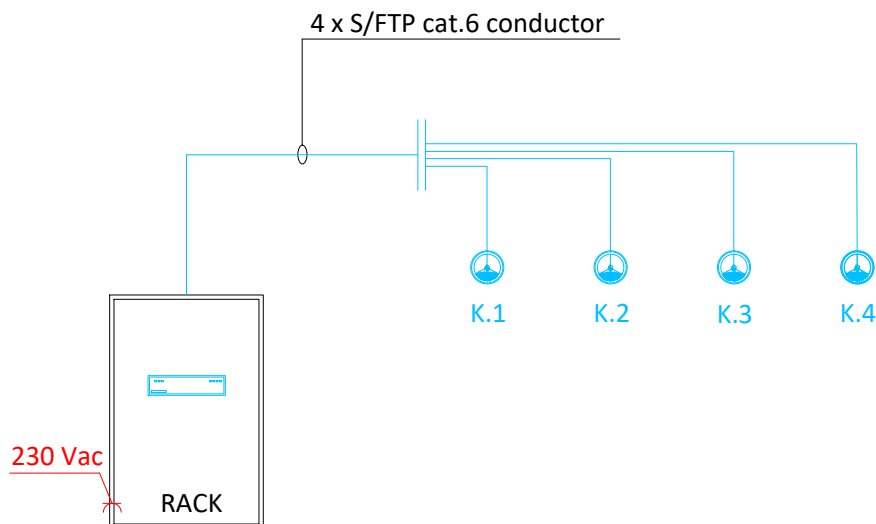 4 x S/FTP cat.6 conductor
K.1
K.2
K.3
K.4
230 Vac
RACK